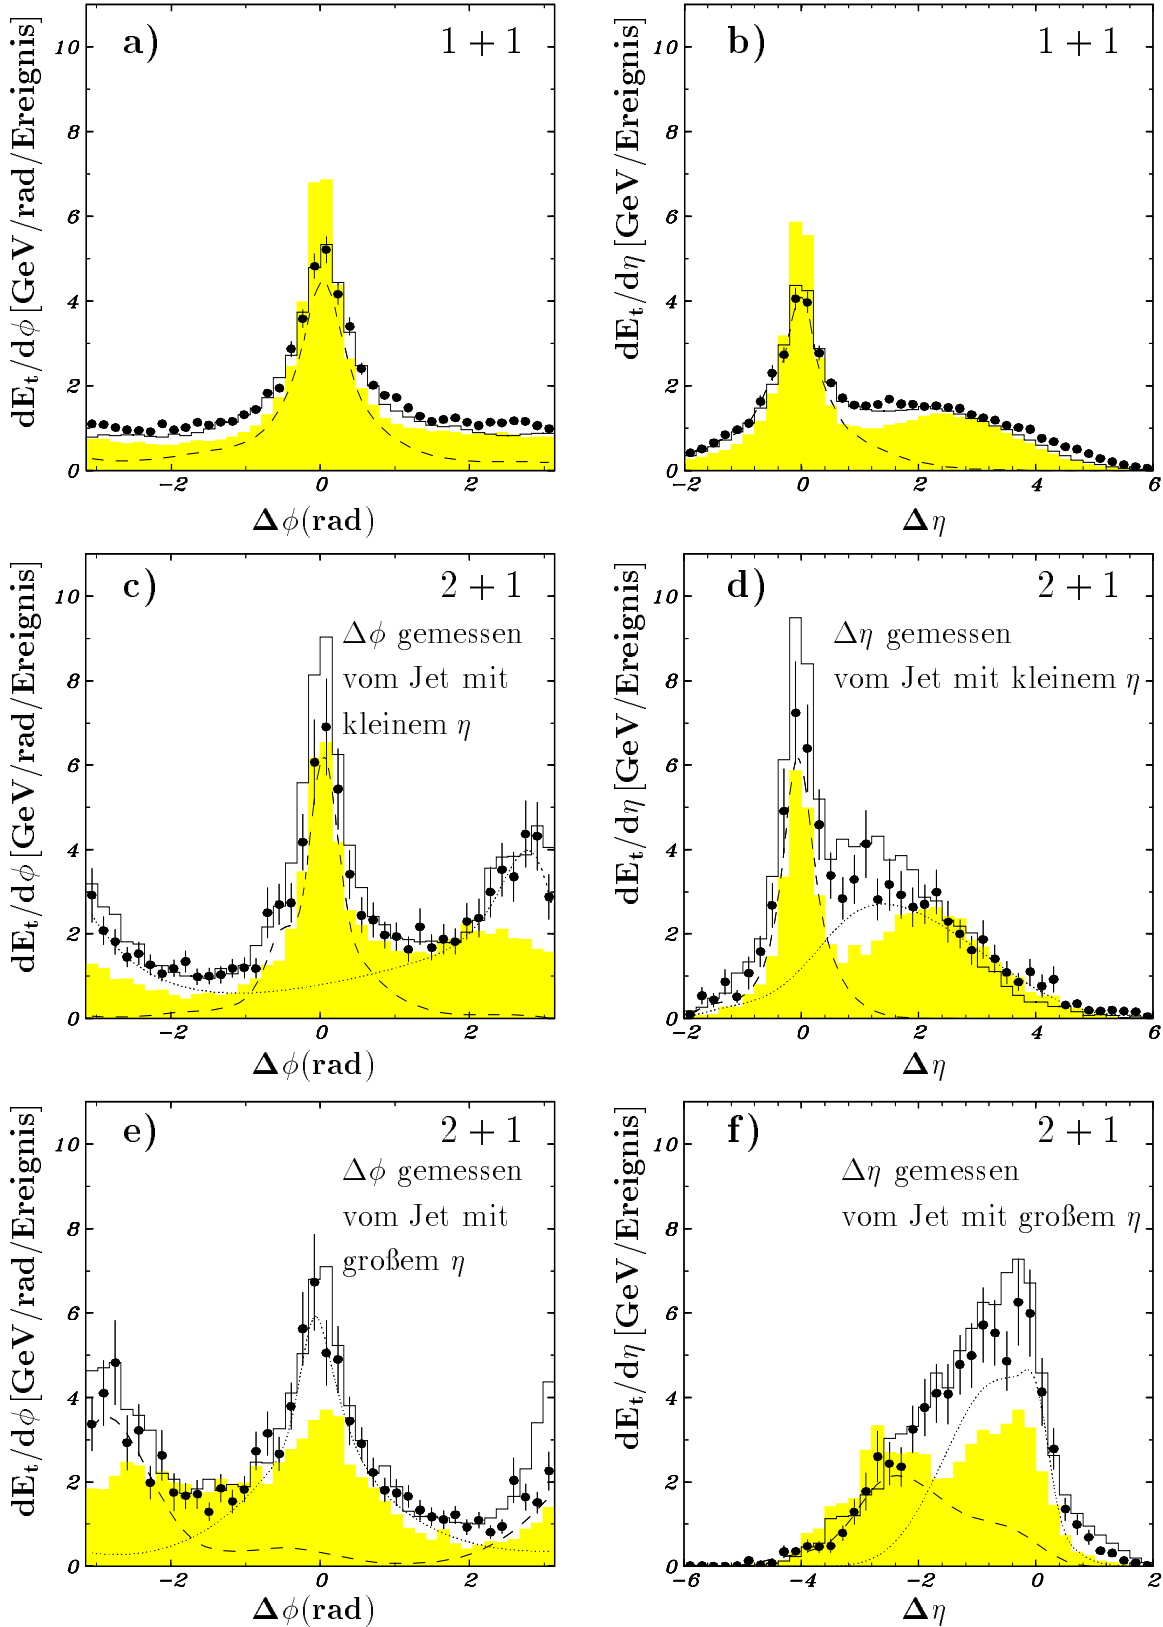 a) 1 + 1
dE_t/dϕ [GeV/rad/Ereignis]
10
8
6
4
2
0
−2 0 2
Δϕ(rad)
b) 1 + 1
dE_t/dη [GeV/Ereignis]
10
8
6
4
2
0
−2 0 2 4 6
Δη
c) 2 + 1
Δϕ gemessen
vom Jet mit
kleinem η
dE_t/dϕ [GeV/rad/Ereignis]
10
8
6
4
2
0
−2 0 2
Δϕ(rad)
d) 2 + 1
Δη gemessen
vom Jet mit kleinem η
dE_t/dη [GeV/Ereignis]
10
8
6
4
2
0
−2 0 2 4 6
Δη
e) 2 + 1
Δϕ gemessen
vom Jet mit
großem η
dE_t/dϕ [GeV/rad/Ereignis]
10
8
6
4
2
0
−2 0 2
Δϕ(rad)
f) 2 + 1
Δη gemessen
vom Jet mit großem η
dE_t/dη [GeV/Ereignis]
10
8
6
4
2
0
−6 −4 −2 0 2
Δη